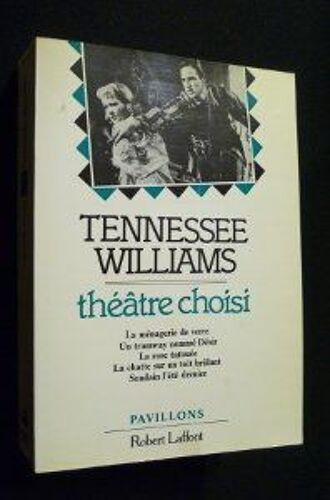 TENNESSEE
WILLIAMS
théâtre choisi
La ménagerie de verre
Un tramway nommé Désir
La rose tatouée
La chatte sur un toit brûlant
Soudain l'été dernier
PAVILLONS
Robert Laffont